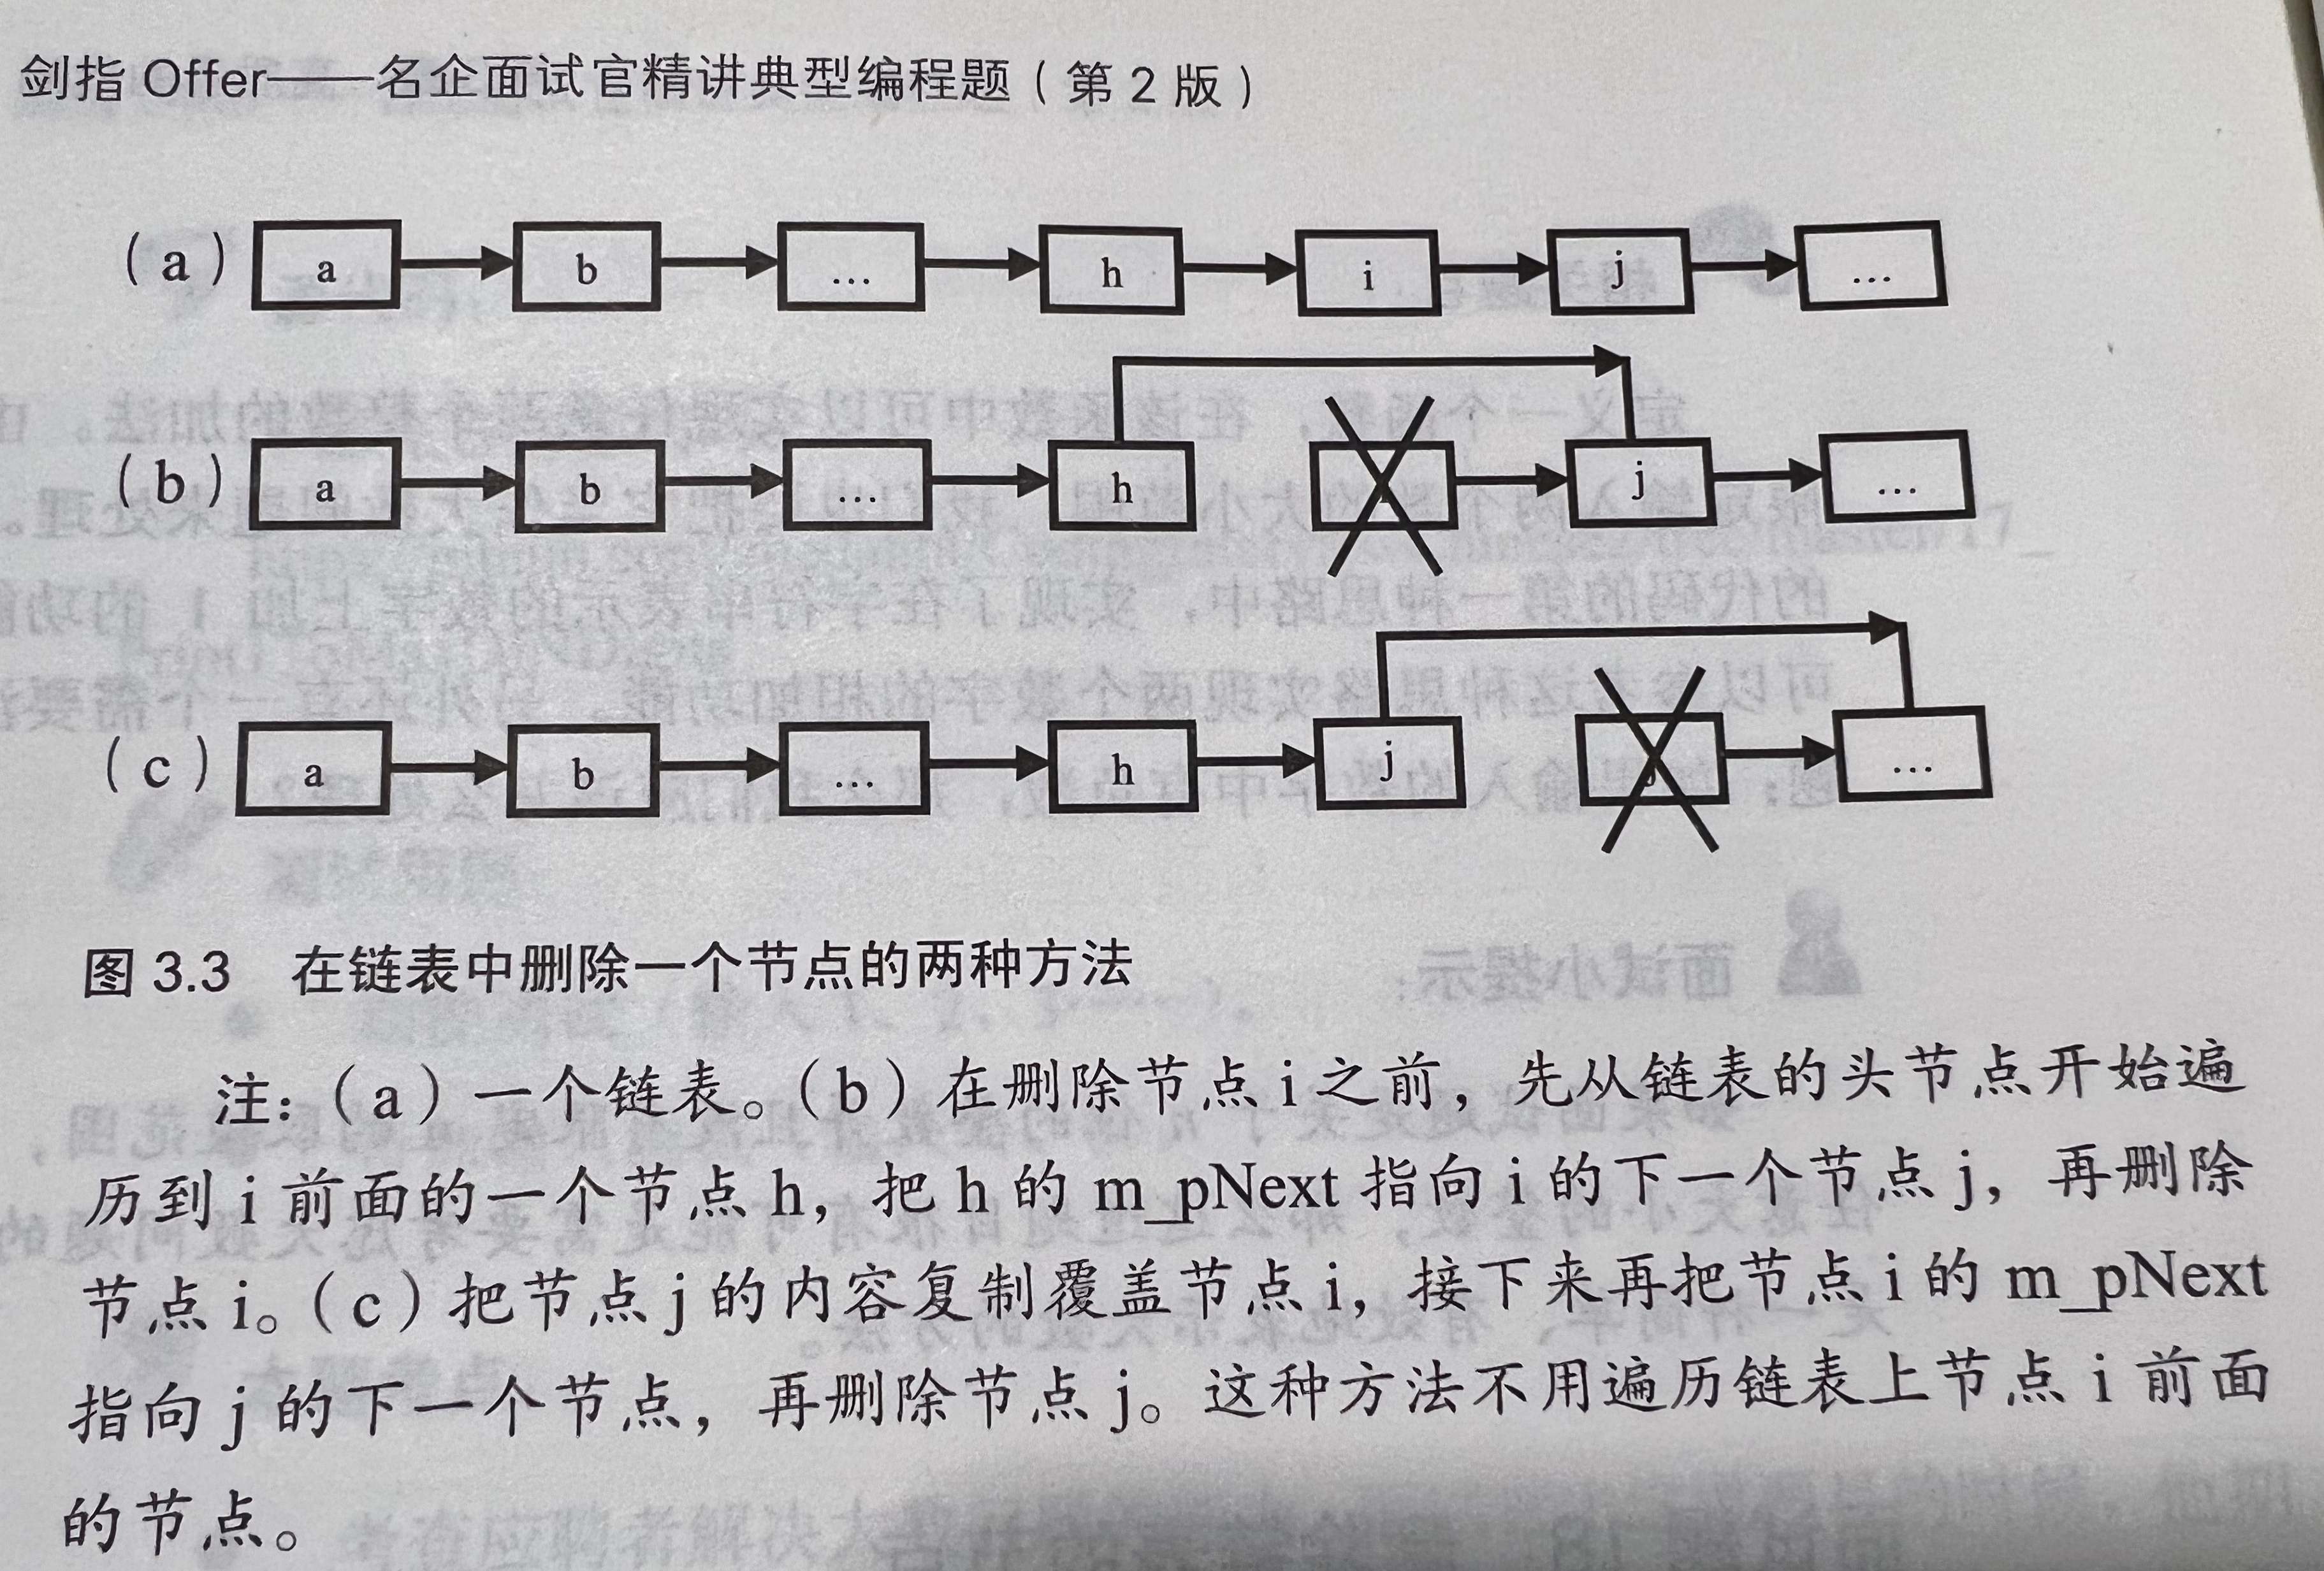 剑指 Offer——名企面试官精讲典型编程题（第 2 版）
（a） a b ... h i j ...
（b） a b ... h j ...
（c） a b ... h j ...
图 3.3 在链表中删除一个节点的两种方法
注：（a）一个链表。（b）在删除节点 i 之前，先从链表的头节点开始遍
历到 i 前面的一个节点 h，把 h 的 m_pNext 指向 i 的下一个节点 j，再删除
节点 i。（c）把节点 j 的内容复制覆盖节点 i，接下来再把节点 i 的 m_pNext
指向 j 的下一个节点，再删除节点 j。这种方法不用遍历链表上节点 i 前面
的节点。